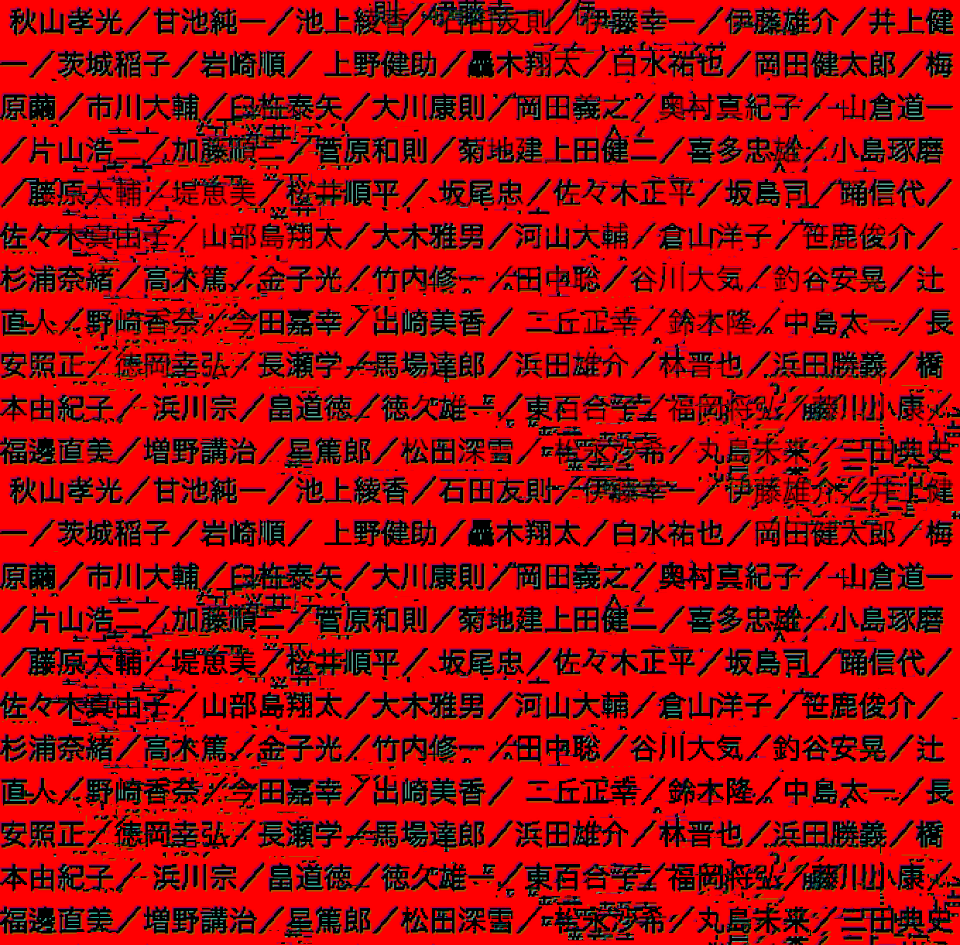 秋山孝光／甘池純一／池上綾香／石田友則／伊藤幸一／伊藤雄介／井上健
一／茨城稲子／岩崎順／ 上野健助／驫木翔太／白水祐也／岡田健太郎／梅
原繭／市川大輔／臼杵泰矢／大川康則／岡田義之／奥村真紀子／ 山倉道一
／片山浩二／加藤順二／菅原和則／菊地建上田健二／喜多忠雄／小島琢磨
／藤原大輔／堤恵美／桜井順平／ 坂尾忠／佐々木正平／坂島司／踊信代／
佐々木真由子／山部島翔太／大木雅男／河山大輔／倉山洋子／笹鹿俊介／
杉浦奈緒／高木篤／金子光／竹内修一／田中聡／谷川大気／釣谷安晃／辻
直人／野崎香奈／今田嘉幸／出崎美香／ 二丘正幸／鈴木隆／中島太一／長
安照正／徳岡幸弘／長瀬学／馬場達郎／浜田雄介／林晋也／浜田勝義／橋
本由紀子／ 浜川宗／畠道徳／徳久雄一／東百合／福岡将弘／藤川小康／
福邊直美／増野講治／星篤郎／松田深雪／ 松永沙希／丸島未来／三田典史
秋山孝光／甘池純一／池上綾香／石田友則／伊藤幸一／伊藤雄介／井上健
一／茨城稲子／岩崎順／ 上野健助／驫木翔太／白水祐也／岡田健太郎／梅
原繭／市川大輔／臼杵泰矢／大川康則／岡田義之／奥村真紀子／ 山倉道一
／片山浩二／加藤順二／菅原和則／菊地建上田健二／喜多忠雄／小島琢磨
／藤原大輔／堤恵美／桜井順平／ 坂尾忠／佐々木正平／坂島司／踊信代／
佐々木真由子／山部島翔太／大木雅男／河山大輔／倉山洋子／笹鹿俊介／
杉浦奈緒／高木篤／金子光／竹内修一／田中聡／谷川大気／釣谷安晃／辻
直人／野崎香奈／今田嘉幸／出崎美香／ 二丘正幸／鈴木隆／中島太一／長
安照正／徳岡幸弘／長瀬学／馬場達郎／浜田雄介／林晋也／浜田勝義／橋
本由紀子／ 浜川宗／畠道徳／徳久雄一／東百合／福岡将弘／藤川小康／
福邊直美／増野講治／星篤郎／松田深雪／ 松永沙希／丸島未来／三田典史